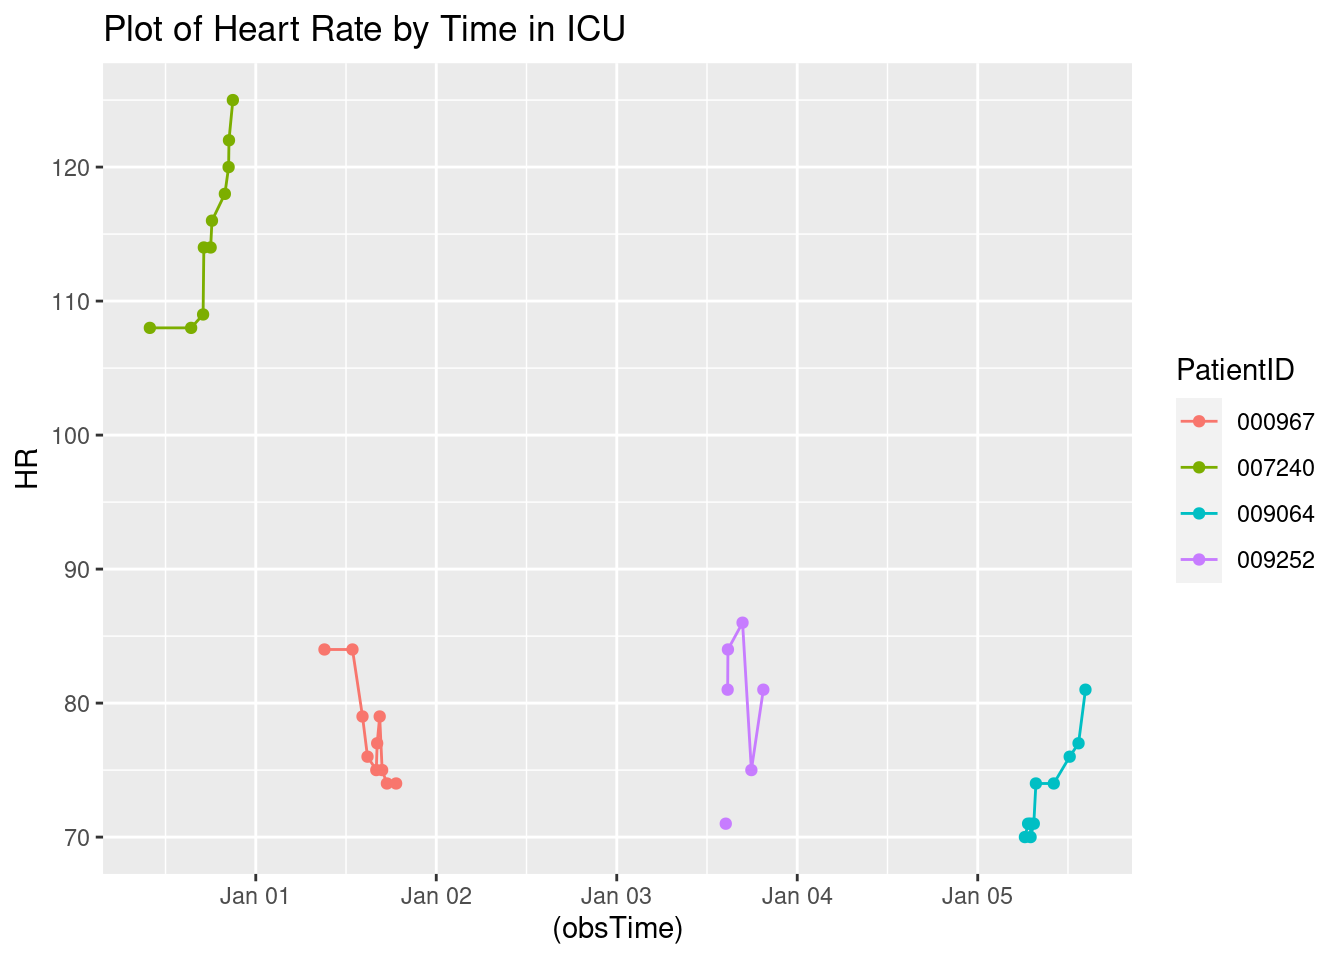 Plot of Heart Rate by Time in ICU
120
110
100
90
80
70
HR
Jan 01 Jan 02 Jan 03 Jan 04 Jan 05
(obsTime)
PatientID
000967
007240
009064
009252